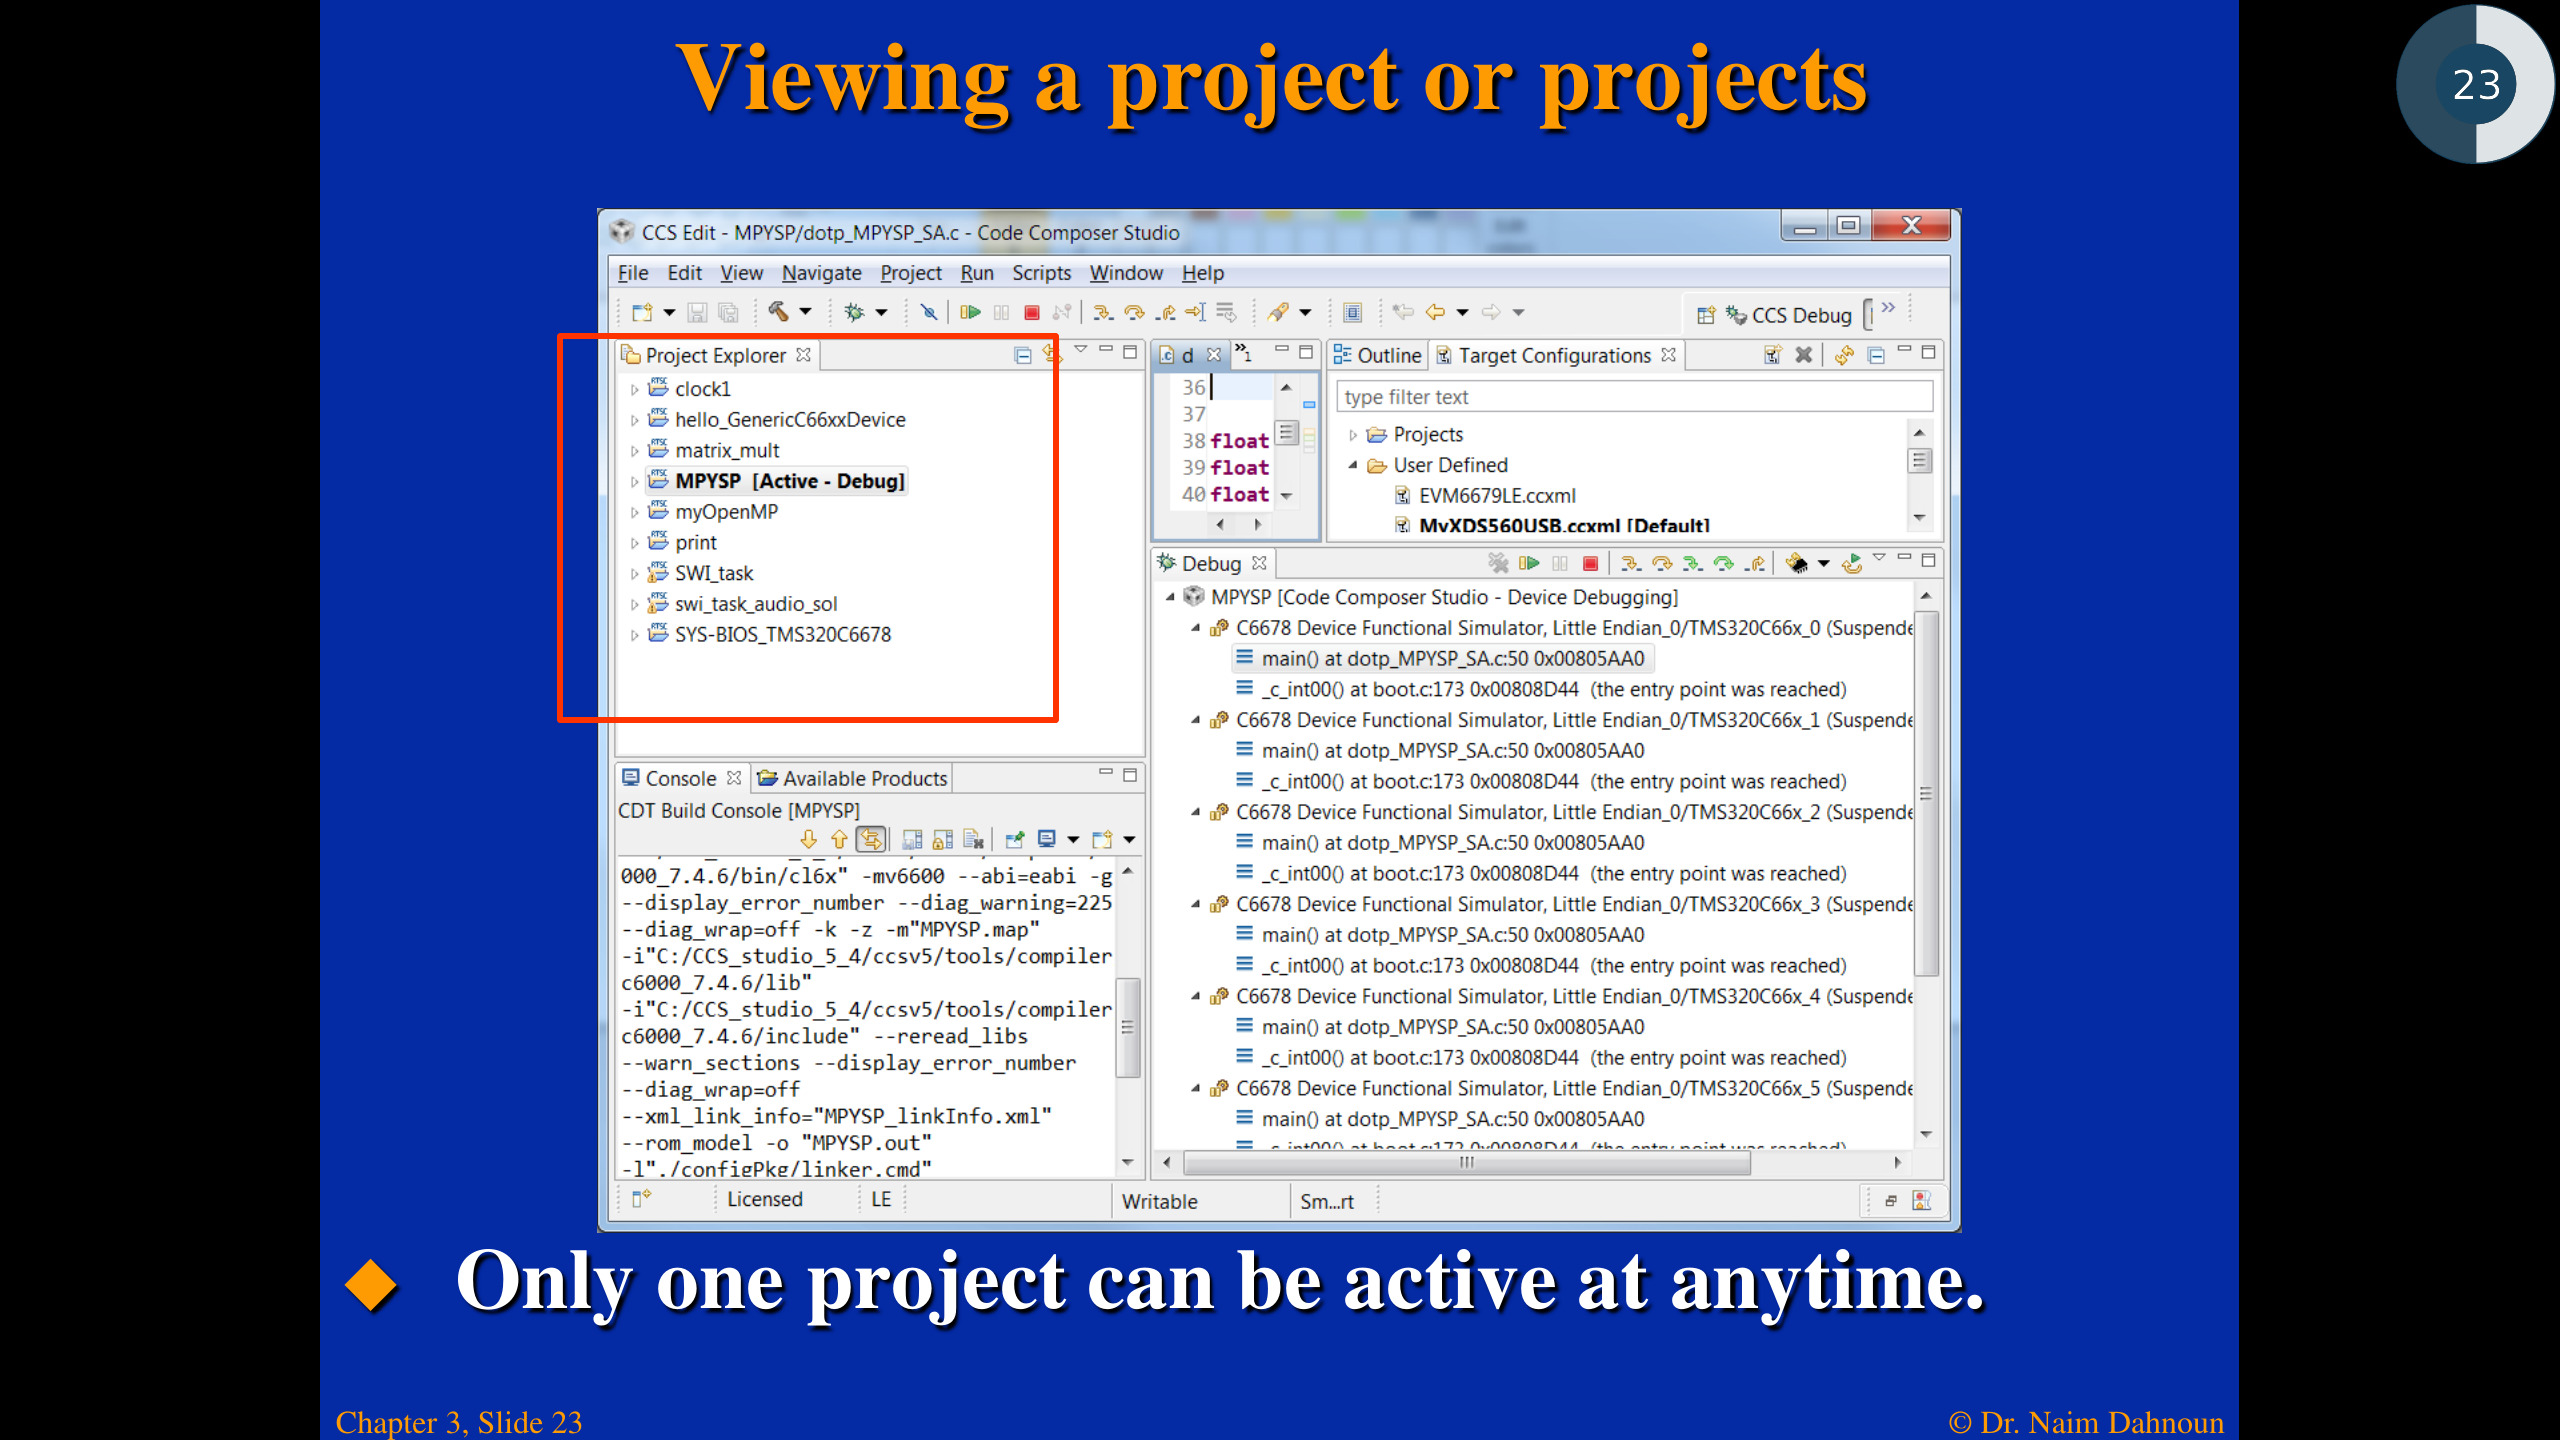 Viewing a project or projects
23
CCS Edit - MPYSP/dotp_MPYSP_SA.c - Code Composer Studio
File Edit View Navigate Project Run Scripts Window Help
CCS Debug
Project Explorer
clock1
hello_GenericC66xxDevice
matrix_mult
MPYSP [Active - Debug]
myOpenMP
print
SWI_task
swi_task_audio_sol
SYS-BIOS_TMS320C6678
d
1
36
37
38 float
39 float
40 float
Outline Target Configurations
type filter text
Projects
User Defined
EVM6679LE.ccxml
MyXDS560USB.ccxml [Default]
Debug
MPYSP [Code Composer Studio - Device Debugging]
C6678 Device Functional Simulator, Little Endian_0/TMS320C66x_0 (Suspende
main() at dotp_MPYSP_SA.c:50 0x00805AA0
_c_int00() at boot.c:173 0x00808D44 (the entry point was reached)
C6678 Device Functional Simulator, Little Endian_0/TMS320C66x_1 (Suspende
main() at dotp_MPYSP_SA.c:50 0x00805AA0
_c_int00() at boot.c:173 0x00808D44 (the entry point was reached)
C6678 Device Functional Simulator, Little Endian_0/TMS320C66x_2 (Suspende
main() at dotp_MPYSP_SA.c:50 0x00805AA0
_c_int00() at boot.c:173 0x00808D44 (the entry point was reached)
C6678 Device Functional Simulator, Little Endian_0/TMS320C66x_3 (Suspende
main() at dotp_MPYSP_SA.c:50 0x00805AA0
_c_int00() at boot.c:173 0x00808D44 (the entry point was reached)
C6678 Device Functional Simulator, Little Endian_0/TMS320C66x_4 (Suspende
main() at dotp_MPYSP_SA.c:50 0x00805AA0
_c_int00() at boot.c:173 0x00808D44 (the entry point was reached)
C6678 Device Functional Simulator, Little Endian_0/TMS320C66x_5 (Suspende
main() at dotp_MPYSP_SA.c:50 0x00805AA0
_c_int00() at boot.c:173 0x00808D44 (the entry point was reached)
Console Available Products
CDT Build Console [MPYSP]
000_7.4.6/bin/cl6x" -mv6600 --abi=eabi -g
--display_error_number --diag_warning=225
--diag_wrap=off -k -z -m"MPYSP.map"
-i"C:/CCS_studio_5_4/ccsv5/tools/compiler
c6000_7.4.6/lib"
-i"C:/CCS_studio_5_4/ccsv5/tools/compiler
c6000_7.4.6/include" --reread_libs
--warn_sections --display_error_number
--diag_wrap=off
--xml_link_info="MPYSP_linkInfo.xml"
--rom_model -o "MPYSP.out"
-l"./configPkg/linker.cmd"
Licensed LE Writable Sm...rt
Only one project can be active at anytime.
Chapter 3, Slide 23
© Dr. Naim Dahnoun